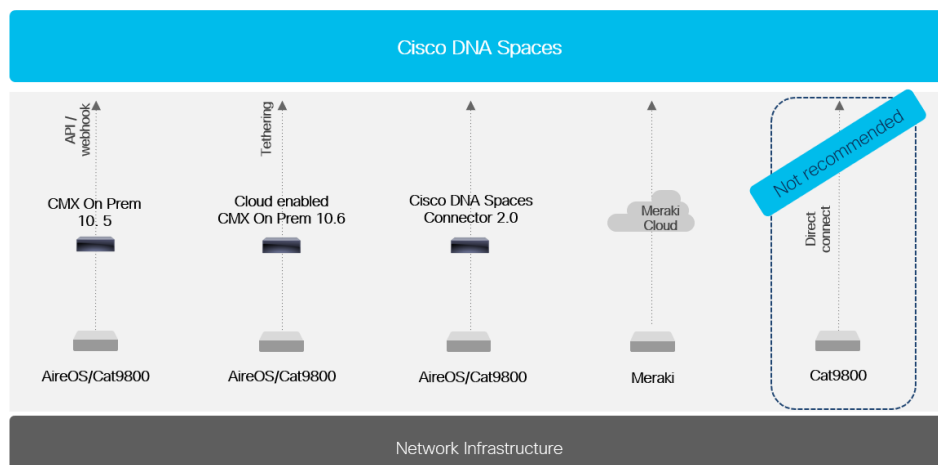 Cisco DNA Spaces
API /
webhook
CMX On Prem
10. 5
AireOS/Cat9800
Tethering
Cloud enabled
CMX On Prem 10.6
AireOS/Cat9800
Cisco DNA Spaces
Connector 2.0
AireOS/Cat9800
Meraki
Cloud
Meraki
Not recommended
Direct
connect
Cat9800
Network Infrastructure